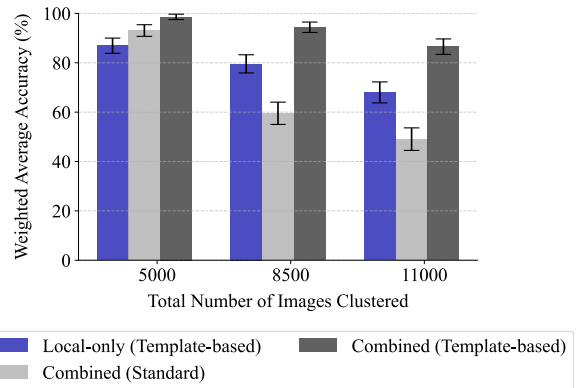 Weighted Average Accuracy (%)
100
80
60
40
20
0
5000 8500 11000
Total Number of Images Clustered
Local-only (Template-based) Combined (Template-based)
Combined (Standard)